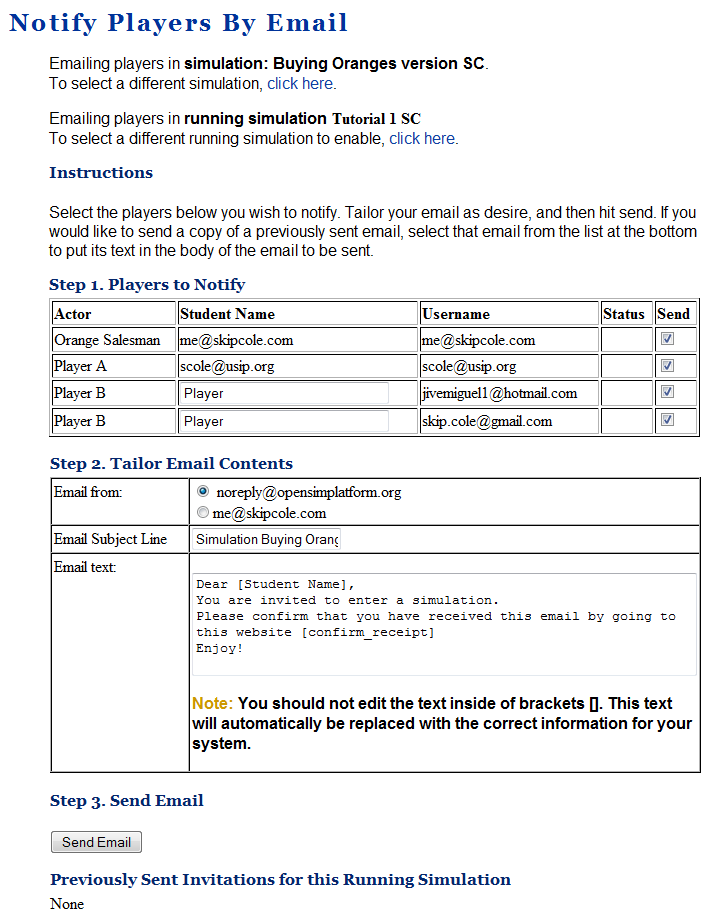 Notify Players By Email
Emailing players in simulation: Buying Oranges version SC.
To select a different simulation, click here.
Emailing players in running simulation Tutorial 1 SC
To select a different running simulation to enable, click here.
Instructions
Select the players below you wish to notify. Tailor your email as desire, and then hit send. If you
would like to send a copy of a previously sent email, select that email from the list at the bottom
to put its text in the body of the email to be sent.
Step 1. Players to Notify
Actor Student Name Username Status Send
Orange Salesman me@skipcole.com me@skipcole.com
Player A scole@usip.org scole@usip.org
Player B Player jivemiguel1@hotmail.com
Player B Player skip.cole@gmail.com
Step 2. Tailor Email Contents
Email from: noreply@opensimplatform.org
me@skipcole.com
Email Subject Line Simulation Buying Orang
Email text:
Dear [Student Name],
You are invited to enter a simulation.
Please confirm that you have received this email by going to
this website [confirm_receipt]
Enjoy!
Note: You should not edit the text inside of brackets []. This text
will automatically be replaced with the correct information for your
system.
Step 3. Send Email
Send Email
Previously Sent Invitations for this Running Simulation
None